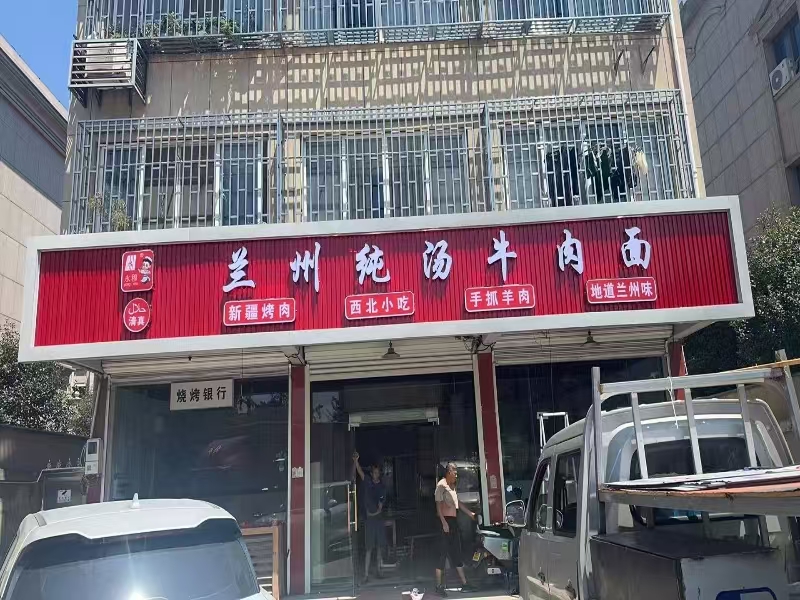 兰州纯汤牛肉面
新疆烤肉
西北小吃
手抓羊肉
地道兰州味
حلال
清真
烧烤银行